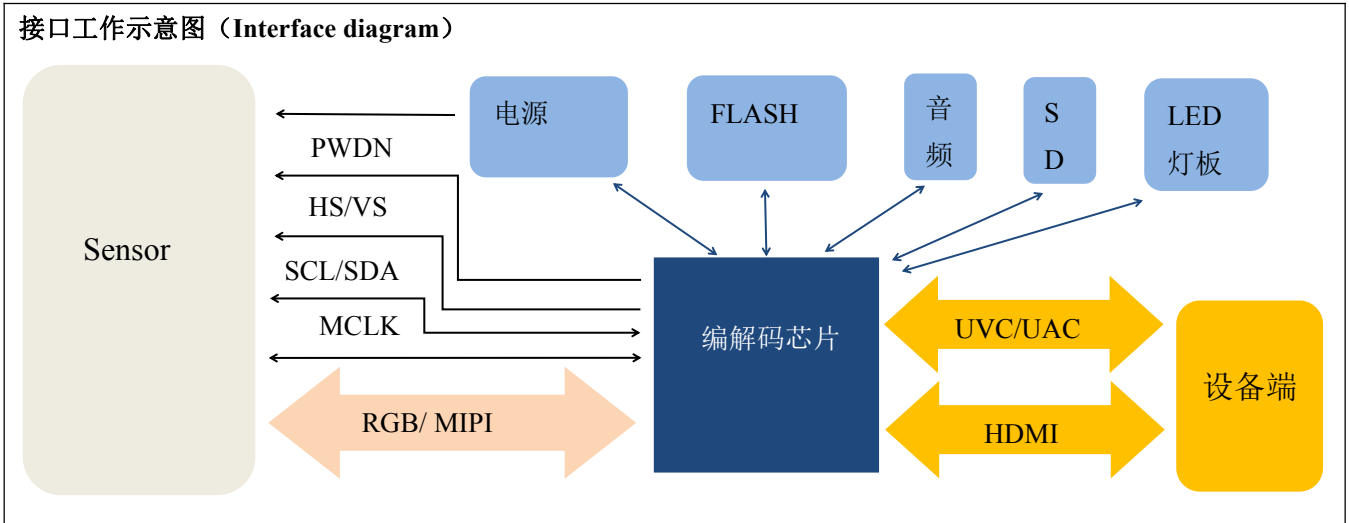 接口工作示意图（Interface diagram）
Sensor
PWDN
HS/VS
SCL/SDA
MCLK
RGB/ MIPI
电源
FLASH
音
频
S
D
LED
灯板
编解码芯片
UVC/UAC
HDMI
设备端